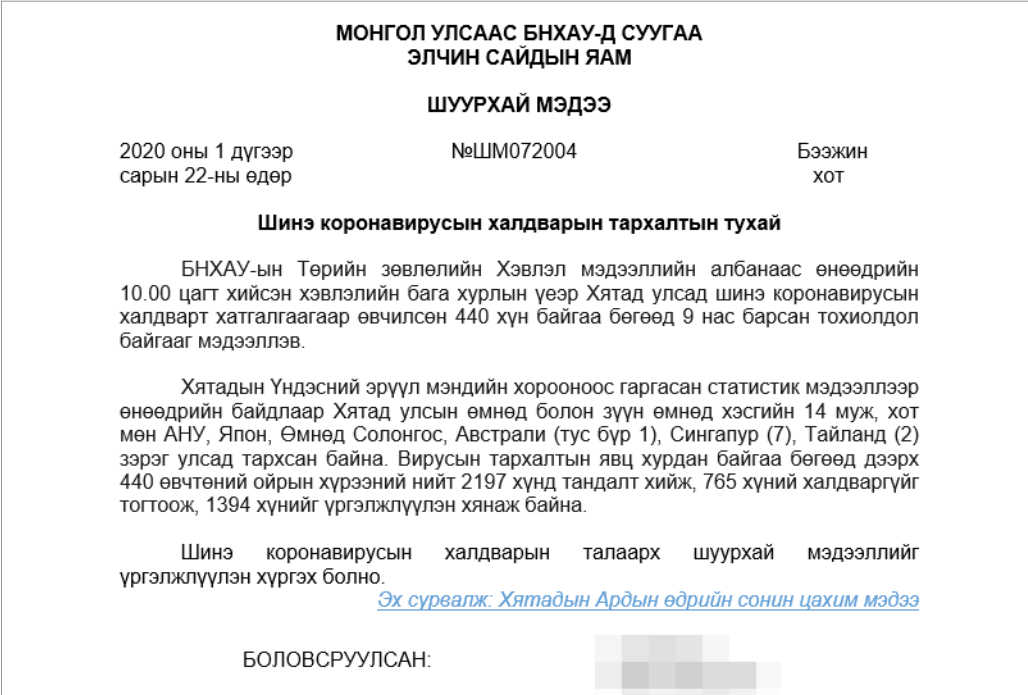 МОНГОЛ УЛСААС БНХАУ-Д СУУГАА
ЭЛЧИН САЙДЫН ЯАМ
ШУУРХАЙ МЭДЭЭ
2020 оны 1 дүгээр №ШМ072004 Бээжин
сарын 22-ны өдөр хот
Шинэ коронавирусын халдварын тархалтын тухай
БНХАУ-ын Төрийн зөвлөлийн Хэвлэл мэдээллийн албанаас өнөөдрийн
10.00 цагт хийсэн хэвлэлийн бага хурлын үеэр Хятад улсад шинэ коронавирусын
халдварт хатгалгаагаар өвчилсөн 440 хүн байгаа бөгөөд 9 нас барсан тохиолдол
байгааг мэдээллэв.
Хятадын Үндэсний эрүүл мэндийн хорооноос гаргасан статистик мэдээллээр
өнөөдрийн байдлаар Хятад улсын өмнөд болон зүүн өмнөд хэсгийн 14 муж, хот
мөн АНУ, Япон, Өмнөд Солонгос, Австрали (тус бүр 1), Сингапур (7), Тайланд (2)
зэрэг улсад тархсан байна. Вирусын тархалтын явц хурдан байгаа бөгөөд дээрх
440 өвчтөний ойрын хүрээний нийт 2197 хүнд тандалт хийж, 765 хүний халдваргүйг
тогтоож, 1394 хүнийг үргэлжлүүлэн хянаж байна.
Шинэ коронавирусын халдварын талаарх шуурхай мэдээллийг
үргэлжлүүлэн хүргэх болно.
Эх сурвалж: Хятадын Ардын өдрийн сонин цахим мэдээ
БОЛОВСРУУЛСАН: